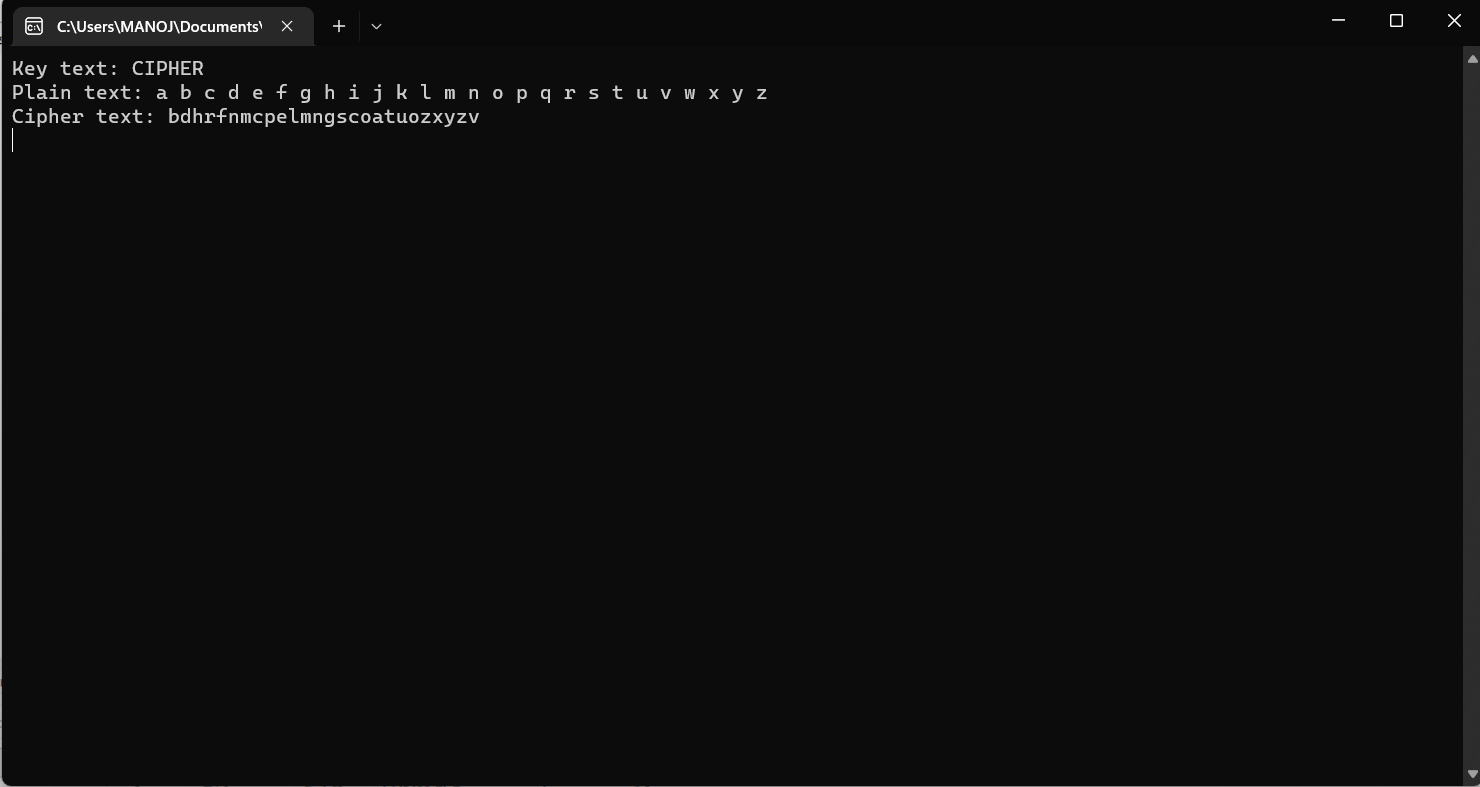 C:\Users\MANOJ\Documents\
Key text: CIPHER
Plain text: a b c d e f g h i j k l m n o p q r s t u v w x y z
Cipher text: bdhrfnmcpelmngscoatuozxyzv